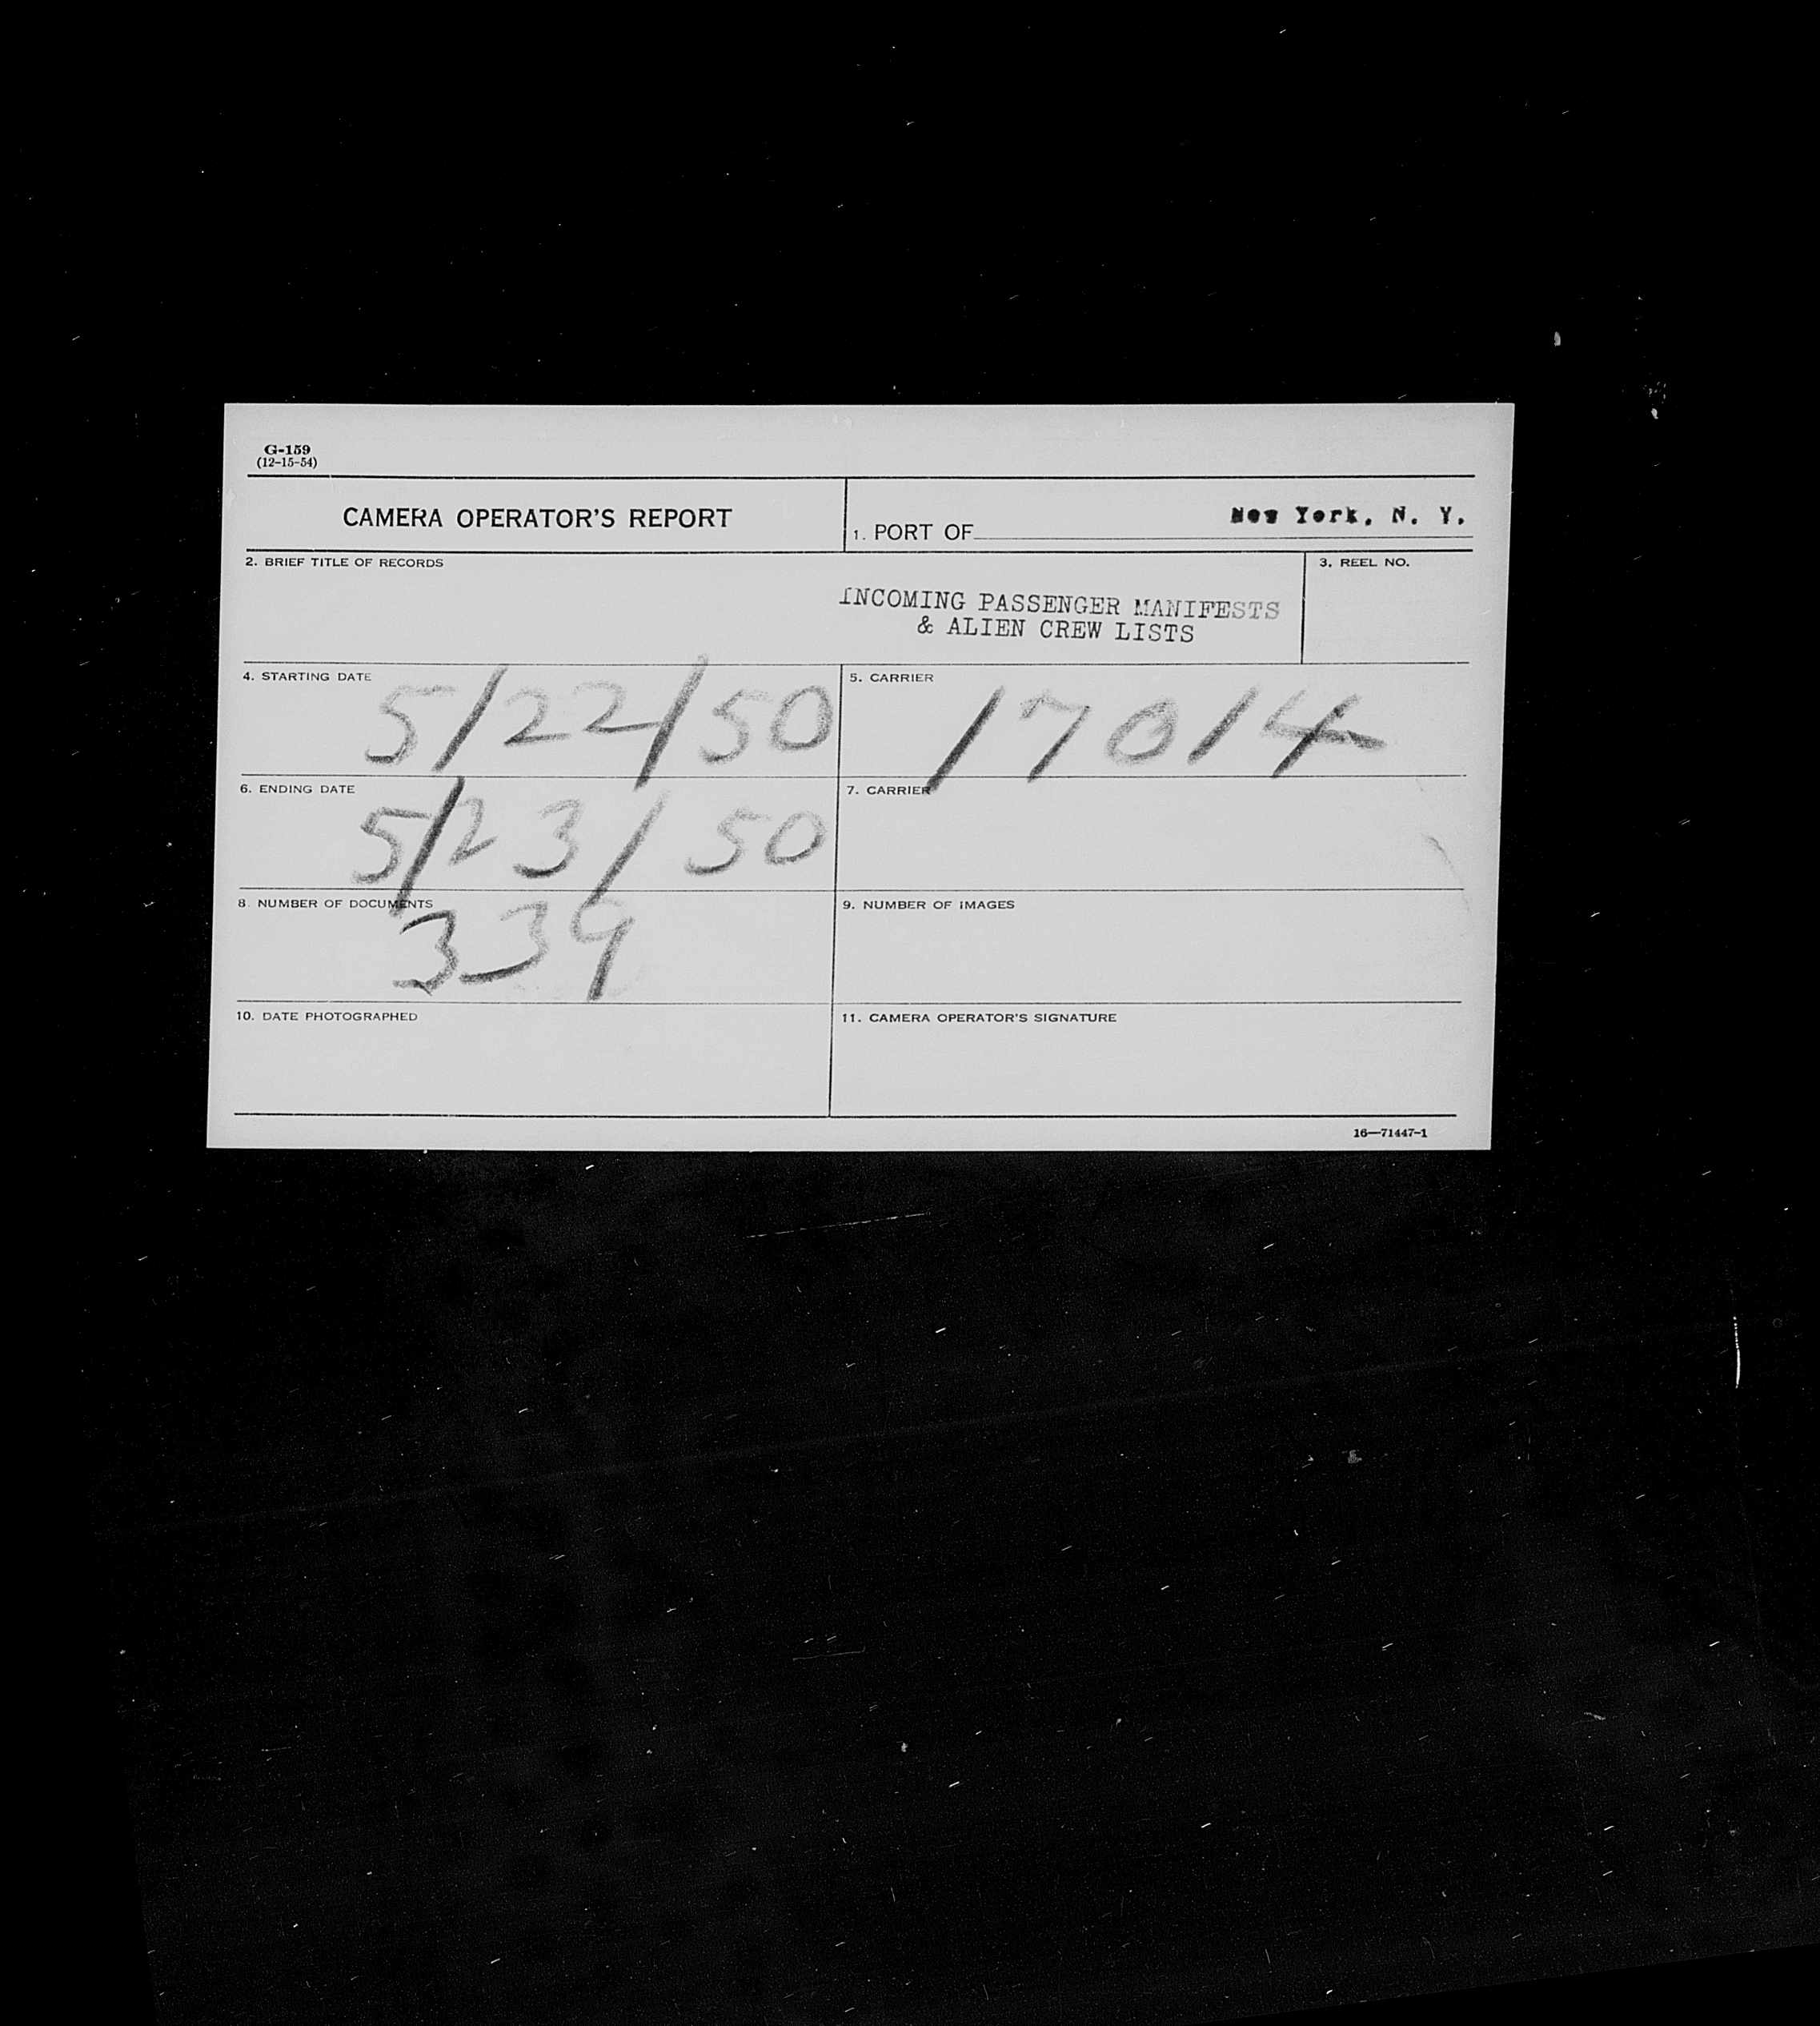 G-159
(12-15-54)
CAMERA OPERATOR'S REPORT
1. PORT OF New York, N. Y.
2. BRIEF TITLE OF RECORDS
3. REEL NO.
INCOMING PASSENGER MANIFESTS
& ALIEN CREW LISTS
4. STARTING DATE 5/22/50
5. CARRIER 17014
6. ENDING DATE 5/23/50
7. CARRIER
8. NUMBER OF DOCUMENTS 339
9. NUMBER OF IMAGES
10. DATE PHOTOGRAPHED
11. CAMERA OPERATOR'S SIGNATURE
16—71447-1